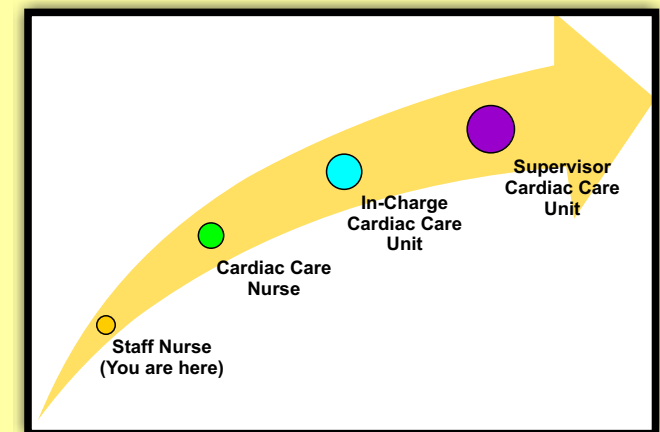 Supervisor
Cardiac Care
Unit
In-Charge
Cardiac Care
Unit
Cardiac Care
Nurse
Staff Nurse
(You are here)